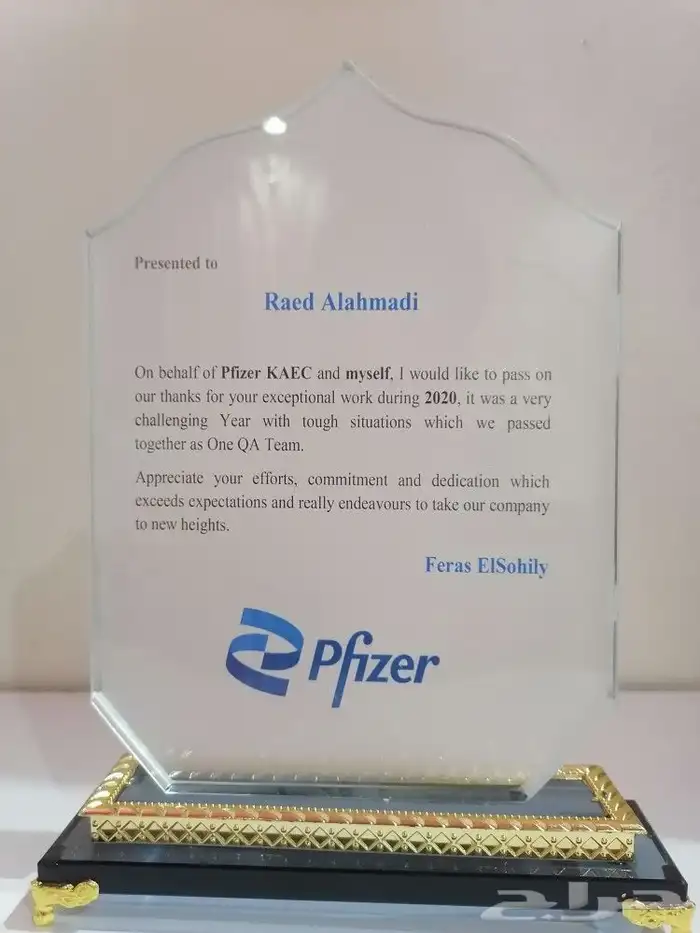 Presented to
Raed Alahmadi
On behalf of Pfizer KAEC and myself, I would like to pass on
our thanks for your exceptional work during 2020, it was a very
challenging Year with tough situations which we passed
together as One QA Team.
Appreciate your efforts, commitment and dedication which
exceeds expectations and really endeavours to take our company
to new heights.
Feras ElSohily
Pfizer
حراج